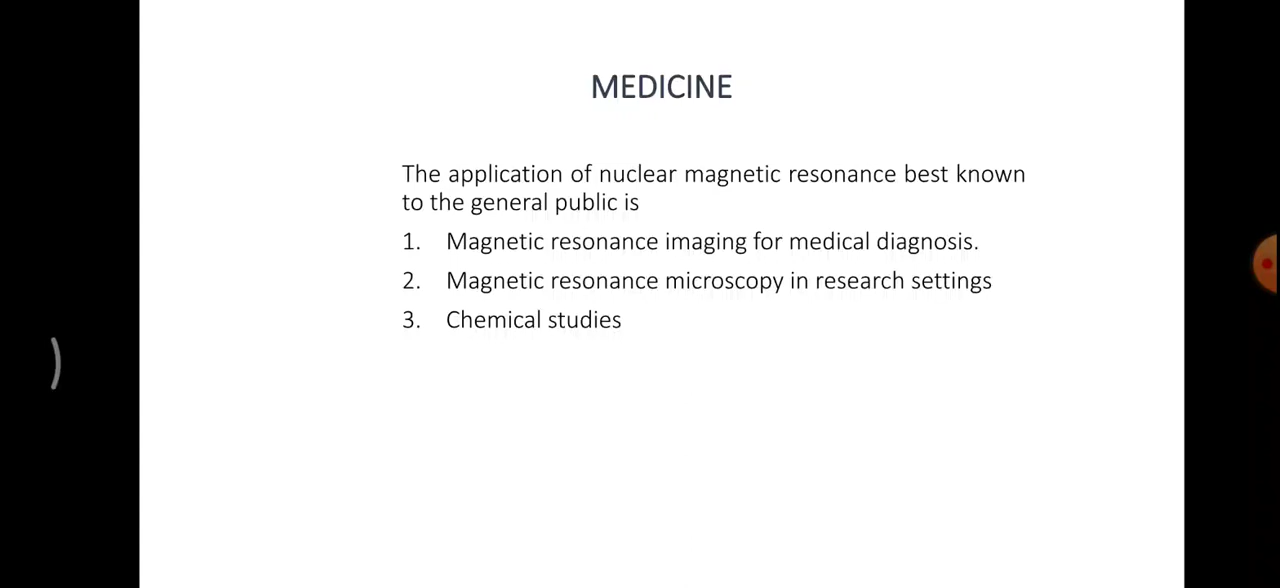 MEDICINE
The application of nuclear magnetic resonance best known
to the general public is
1. Magnetic resonance imaging for medical diagnosis.
2. Magnetic resonance microscopy in research settings
3. Chemical studies